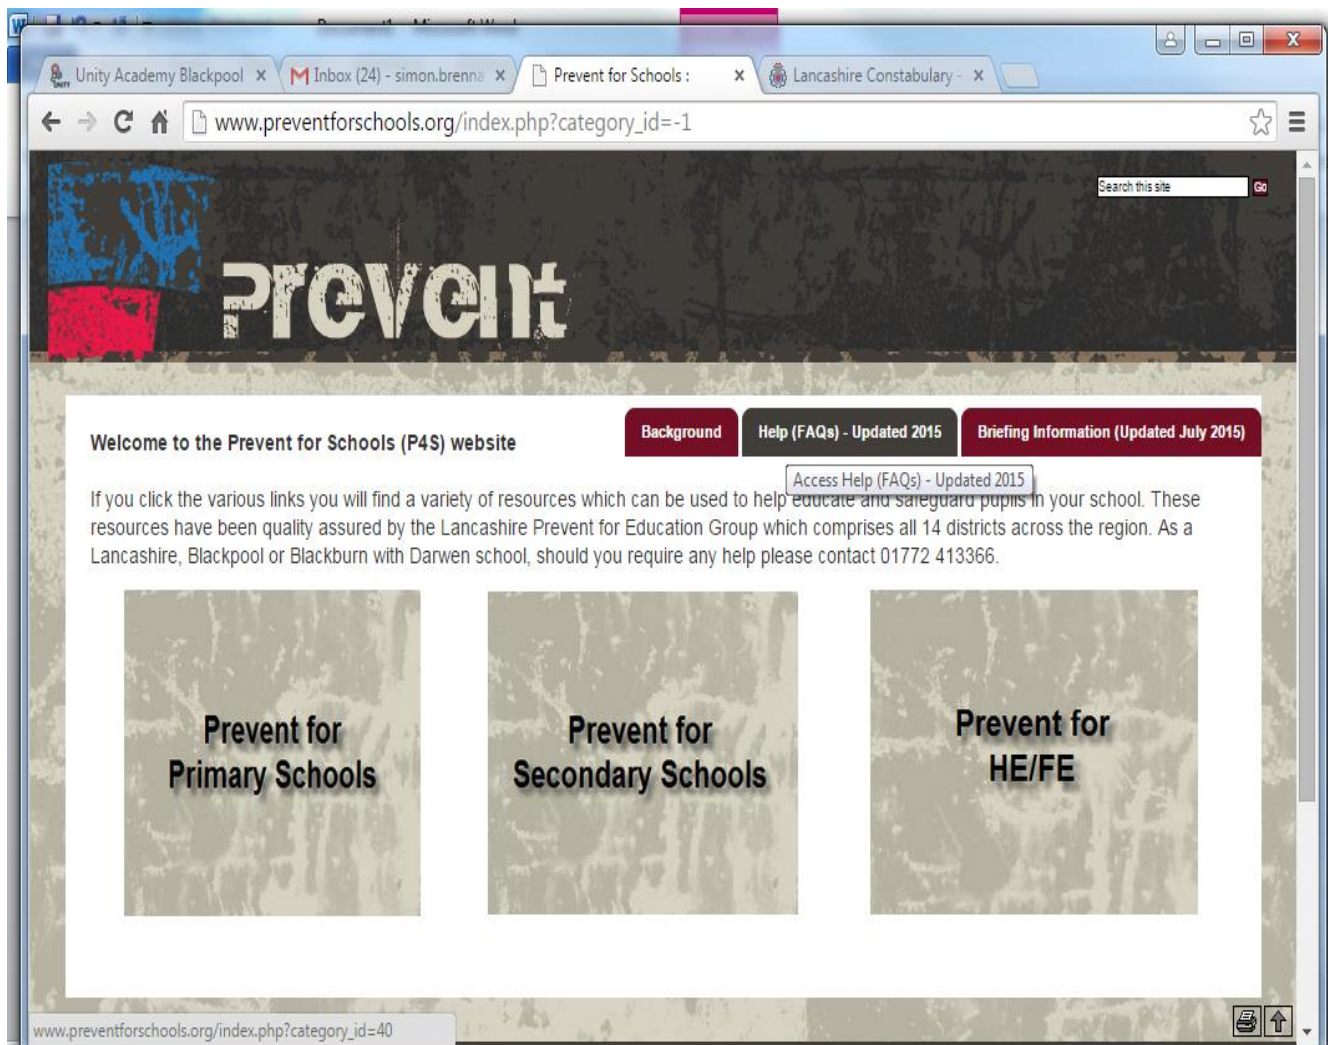 Unity Academy Blackpool
Inbox (24) - simon.brenna
Prevent for Schools :
Lancashire Constabulary -
www.preventforschools.org/index.php?category_id=-1
Search this site
Go
Prevent
Background
Help (FAQs) - Updated 2015
Briefing Information (Updated July 2015)
Welcome to the Prevent for Schools (P4S) website
Access Help (FAQs) - Updated 2015
If you click the various links you will find a variety of resources which can be used to help educate and safeguard pupils in your school. These
resources have been quality assured by the Lancashire Prevent for Education Group which comprises all 14 districts across the region. As a
Lancashire, Blackpool or Blackburn with Darwen school, should you require any help please contact 01772 413366.
Prevent for
Primary Schools
Prevent for
Secondary Schools
Prevent for
HE/FE
www.preventforschools.org/index.php?category_id=40